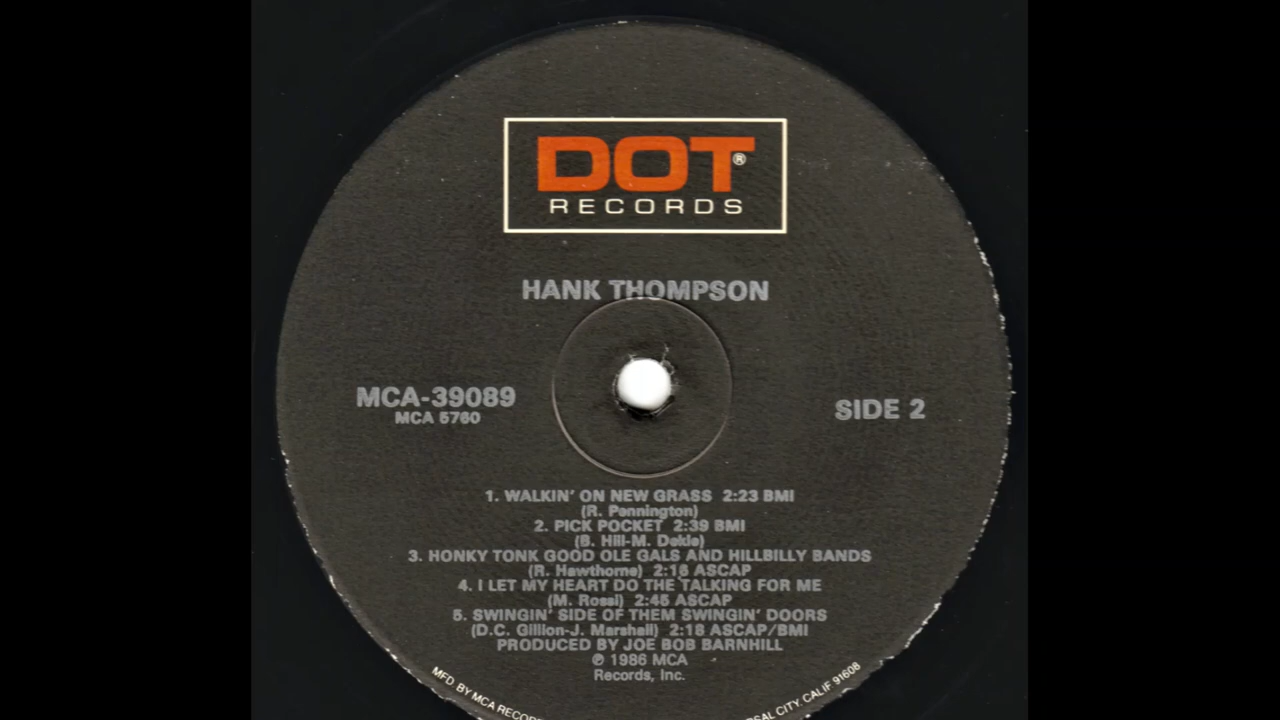 DOT®
RECORDS
HANK THOMPSON
MCA-39089
MCA 5760
SIDE 2
1. WALKIN' ON NEW GRASS 2:23 BMI
(R. Pennington)
2. PICK POCKET 2:39 BMI
(B. Hill-M. Dekle)
3. HONKY TONK GOOD OLE GALS AND HILLBILLY BANDS
(R. Hawthorne) 2:18 ASCAP
4. I LET MY HEART DO THE TALKING FOR ME
(M. Rossi) 2:45 ASCAP
5. SWINGIN' SIDE OF THEM SWINGIN' DOORS
(D.C. Gillion-J. Marshall) 2:18 ASCAP/BMI
PRODUCED BY JOE BOB BARNHILL
℗ 1986 MCA
Records, Inc.
MFD. BY MCA RECOR
SAL CITY, CALIF 91608